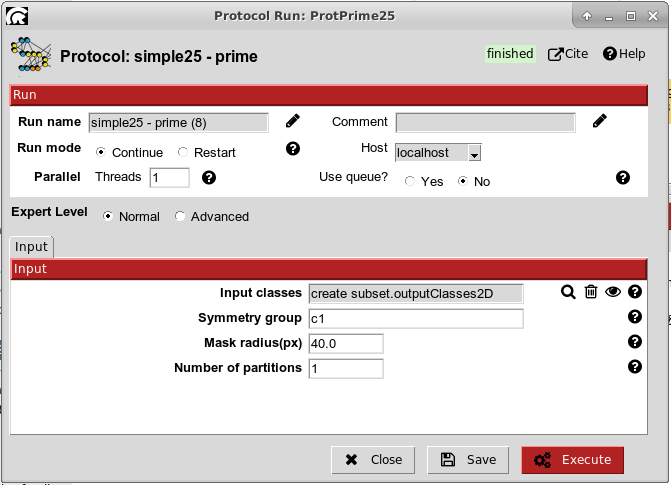 Protocol Run: ProtPrime25
Protocol: simple25 - prime
finished
Cite
Help
Run
Run name simple25 - prime (8) Comment
Run mode Continue Restart Host localhost
Parallel Threads 1 Use queue? Yes No
Expert Level Normal Advanced
Input
Input
Input classes create subset.outputClasses2D
Symmetry group c1
Mask radius(px) 40.0
Number of partitions 1
Close Save Execute